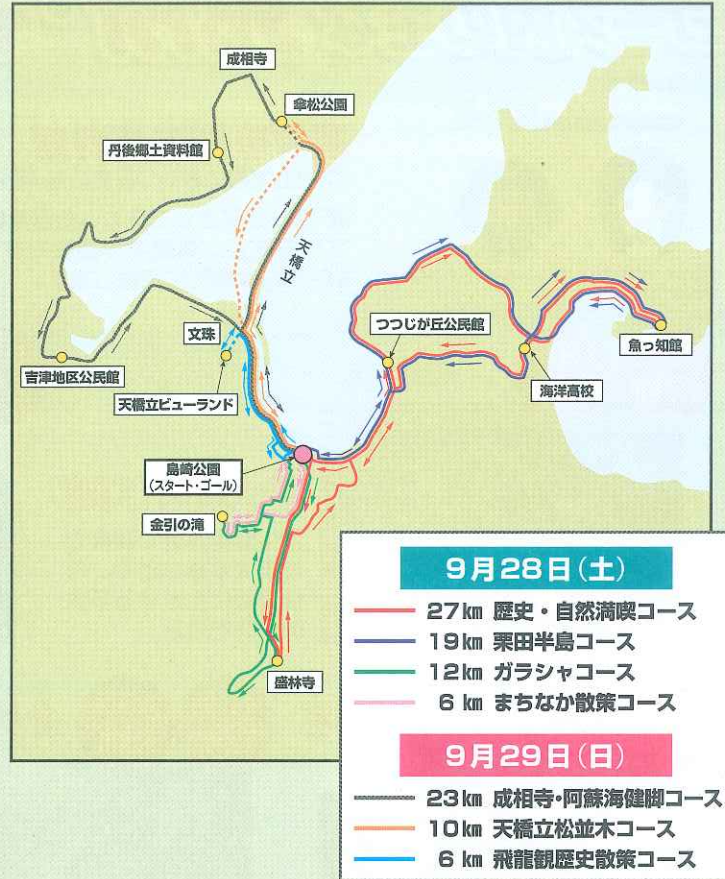 成相寺
傘松公園
丹後郷土資料館
天橋立
文珠
つつじが丘公民館
魚っ知館
吉津地区公民館
天橋立ビューランド
海洋高校
島崎公園
(スタート・ゴール)
金引の滝
盛林寺
9月28日(土)
27km 歴史・自然満喫コース
19km 栗田半島コース
12km ガラシャコース
6km まちなか散策コース
9月29日(日)
23km 成相寺・阿蘇海健脚コース
10km 天橋立松並木コース
6km 飛龍観歴史散策コース